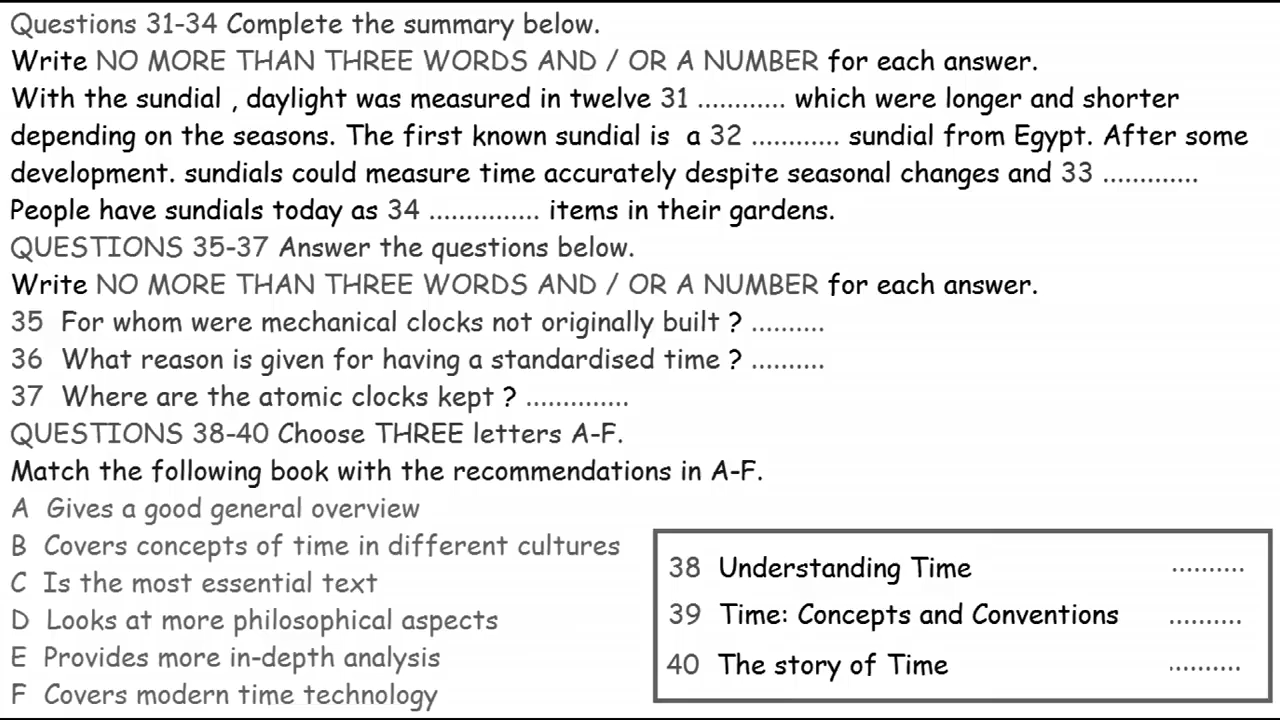 Questions 31-34 Complete the summary below.
Write NO MORE THAN THREE WORDS AND / OR A NUMBER for each answer.
With the sundial , daylight was measured in twelve 31 ............ which were longer and shorter
depending on the seasons. The first known sundial is a 32 ............ sundial from Egypt. After some
development. sundials could measure time accurately despite seasonal changes and 33 .............
People have sundials today as 34 ............... items in their gardens.
QUESTIONS 35-37 Answer the questions below.
Write NO MORE THAN THREE WORDS AND / OR A NUMBER for each answer.
35 For whom were mechanical clocks not originally built ? ..........
36 What reason is given for having a standardised time ? ..........
37 Where are the atomic clocks kept ? ..............
QUESTIONS 38-40 Choose THREE letters A-F.
Match the following book with the recommendations in A-F.
A Gives a good general overview
B Covers concepts of time in different cultures
C Is the most essential text
D Looks at more philosophical aspects
E Provides more in-depth analysis
F Covers modern time technology
38 Understanding Time ..........
39 Time: Concepts and Conventions ..........
40 The story of Time ..........